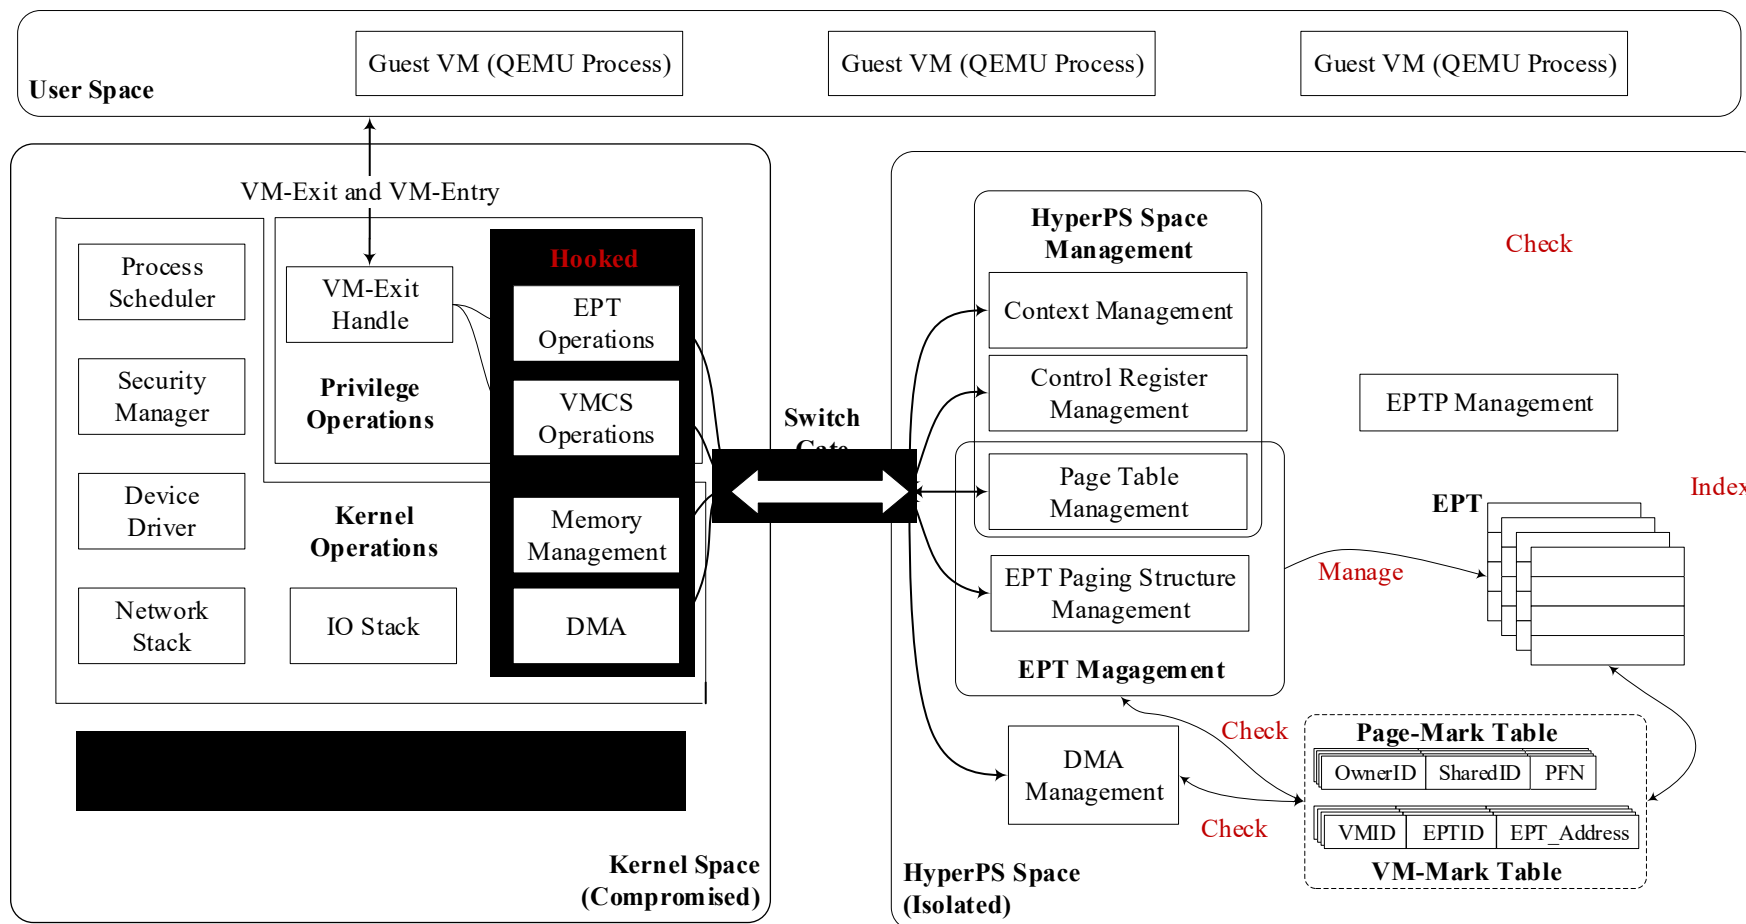 Guest VM (QEMU Process)
Guest VM (QEMU Process)
Guest VM (QEMU Process)
User Space
VM-Exit and VM-Entry
Process
Scheduler
Security
Manager
Device
Driver
Network
Stack
VM-Exit
Handle
Privilege
Operations
Kernel
Operations
IO Stack
Hooked
EPT
Operations
VMCS
Operations
Memory
Management
DMA
Kernel Space
(Compromised)
Switch
Gate
HyperPS Space
Management
Context Management
Control Register
Management
Page Table
Management
EPT Paging Structure
Management
EPT Magagement
DMA
Management
HyperPS Space
(Isolated)
Check
EPTP Management
Index
EPT
Manage
Check
Check
Page-Mark Table
OwnerID SharedID PFN
VMID EPTID EPT_Address
VM-Mark Table